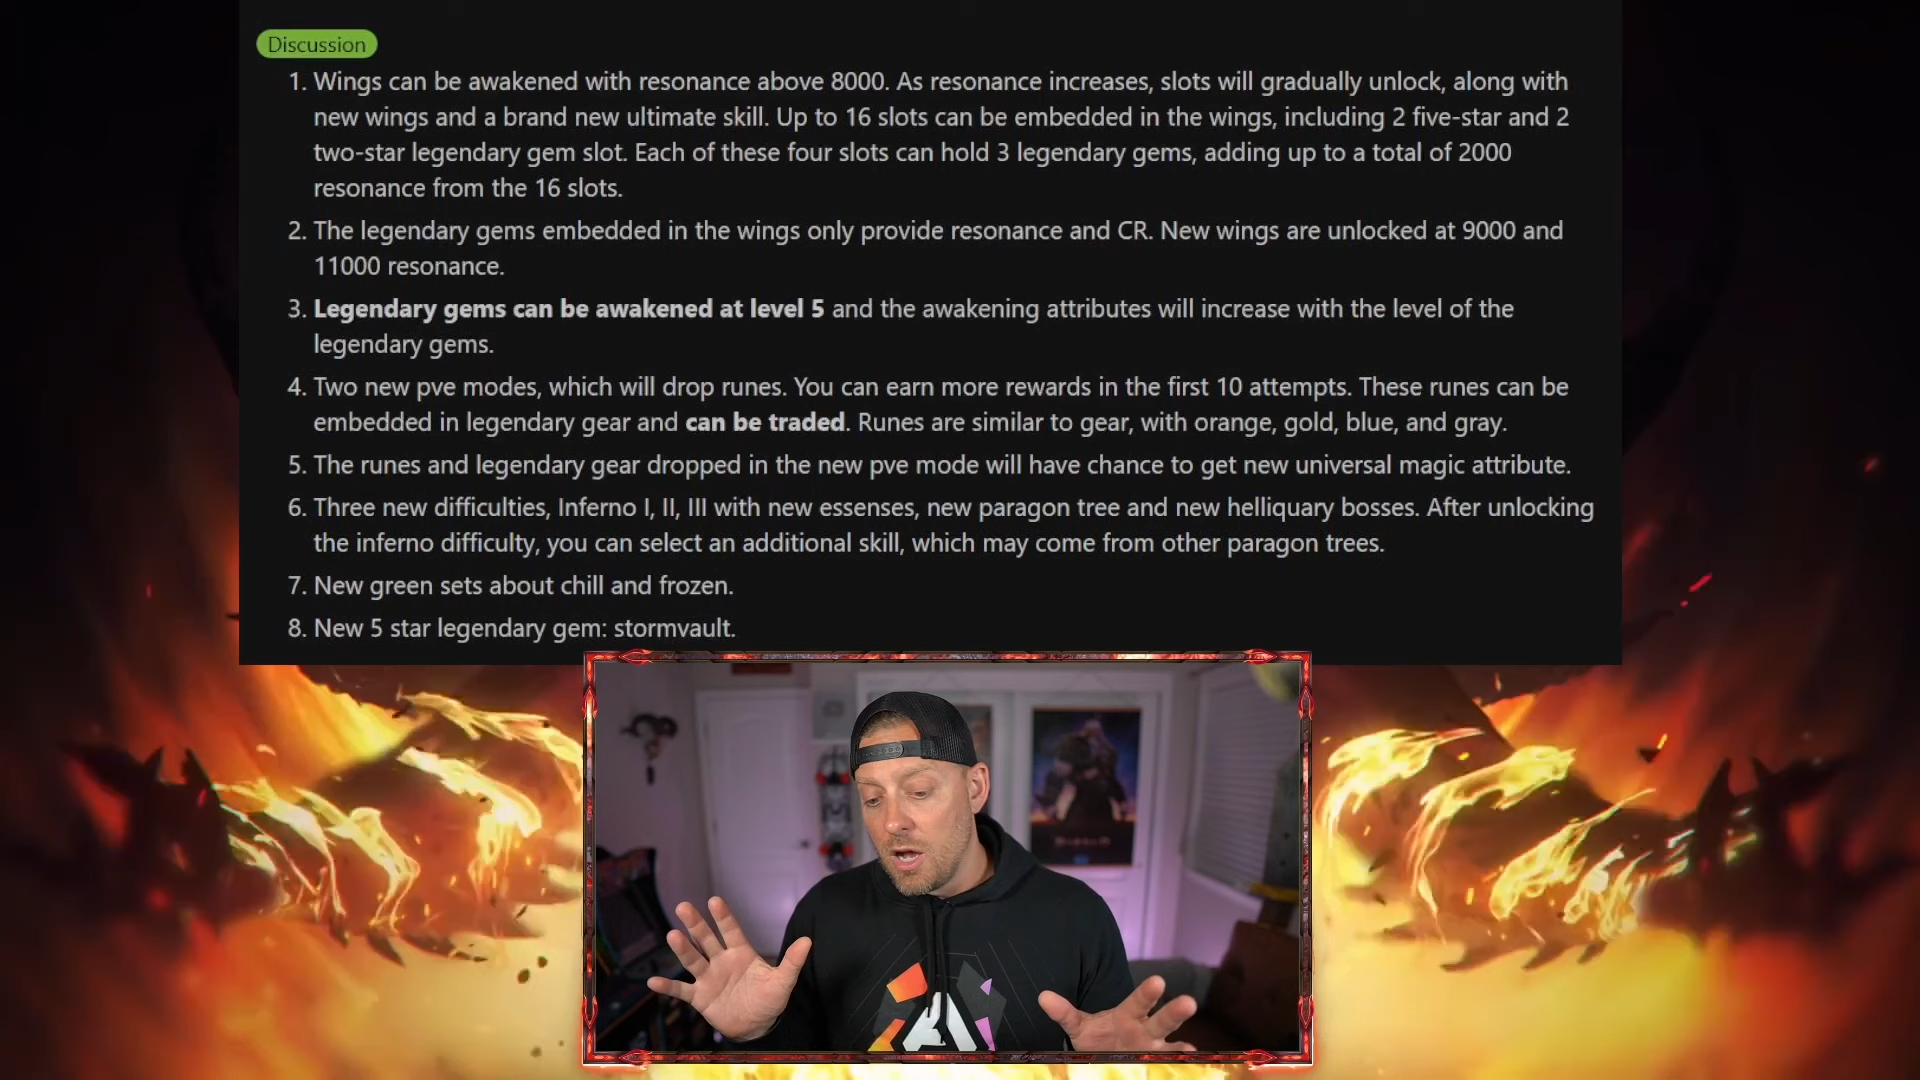 Discussion
1. Wings can be awakened with resonance above 8000. As resonance increases, slots will gradually unlock, along with
new wings and a brand new ultimate skill. Up to 16 slots can be embedded in the wings, including 2 five-star and 2
two-star legendary gem slot. Each of these four slots can hold 3 legendary gems, adding up to a total of 2000
resonance from the 16 slots.
2. The legendary gems embedded in the wings only provide resonance and CR. New wings are unlocked at 9000 and
11000 resonance.
3. Legendary gems can be awakened at level 5 and the awakening attributes will increase with the level of the
legendary gems.
4. Two new pve modes, which will drop runes. You can earn more rewards in the first 10 attempts. These runes can be
embedded in legendary gear and can be traded. Runes are similar to gear, with orange, gold, blue, and gray.
5. The runes and legendary gear dropped in the new pve mode will have chance to get new universal magic attribute.
6. Three new difficulties, Inferno I, II, III with new essenses, new paragon tree and new helliquary bosses. After unlocking
the inferno difficulty, you can select an additional skill, which may come from other paragon trees.
7. New green sets about chill and frozen.
8. New 5 star legendary gem: stormvault.